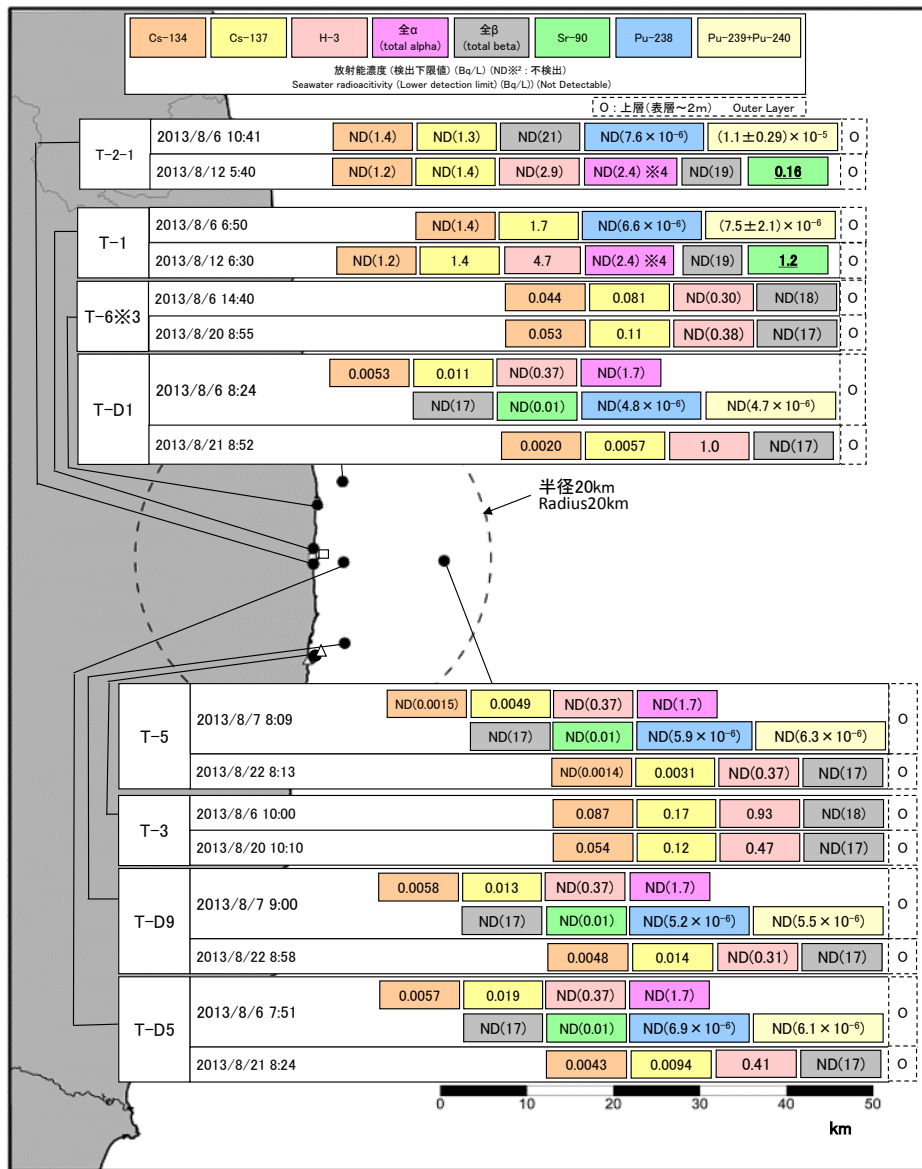 Cs-134 Cs-137 H-3 全α 全β Sr-90 Pu-238 Pu-239+Pu-240
(total alpha) (total beta)
放射能濃度 (検出下限値) (Bq/L) (ND※² : 不検出)
Seawater radioacitivity (Lower detection limit) (Bq/L)) (Not Detectable)
O : 上層(表層~2m) Outer Layer
T-2-1
2013/8/6 10:41 ND(1.4) ND(1.3) ND(21) ND(7.6 × 10⁻⁶) (1.1±0.29) × 10⁻⁵ O
2013/8/12 5:40 ND(1.2) ND(1.4) ND(2.9) ND(2.4) ※4 ND(19) 0.16 O
T-1
2013/8/6 6:50 ND(1.4) 1.7 ND(6.6 × 10⁻⁶) (7.5±2.1) × 10⁻⁶ O
2013/8/12 6:30 ND(1.2) 1.4 4.7 ND(2.4) ※4 ND(19) 1.2 O
T-6※3
2013/8/6 14:40 0.044 0.081 ND(0.30) ND(18) O
2013/8/20 8:55 0.053 0.11 ND(0.38) ND(17) O
T-D1
2013/8/6 8:24 0.0053 0.011 ND(0.37) ND(1.7) O
ND(17) ND(0.01) ND(4.8 × 10⁻⁶) ND(4.7 × 10⁻⁶)
2013/8/21 8:52 0.0020 0.0057 1.0 ND(17) O
半径20km
Radius20km
T-5
2013/8/7 8:09 ND(0.0015) 0.0049 ND(0.37) ND(1.7) O
ND(17) ND(0.01) ND(5.9 × 10⁻⁶) ND(6.3 × 10⁻⁶)
2013/8/22 8:13 ND(0.0014) 0.0031 ND(0.37) ND(17) O
T-3
2013/8/6 10:00 0.087 0.17 0.93 ND(18) O
2013/8/20 10:10 0.054 0.12 0.47 ND(17) O
T-D9
2013/8/7 9:00 0.0058 0.013 ND(0.37) ND(1.7) O
ND(17) ND(0.01) ND(5.2 × 10⁻⁶) ND(5.5 × 10⁻⁶)
2013/8/22 8:58 0.0048 0.014 ND(0.31) ND(17) O
T-D5
2013/8/6 7:51 0.0057 0.019 ND(0.37) ND(1.7) O
ND(17) ND(0.01) ND(6.9 × 10⁻⁶) ND(6.1 × 10⁻⁶)
2013/8/21 8:24 0.0043 0.0094 0.41 ND(17) O
0 10 20 30 40 50
km